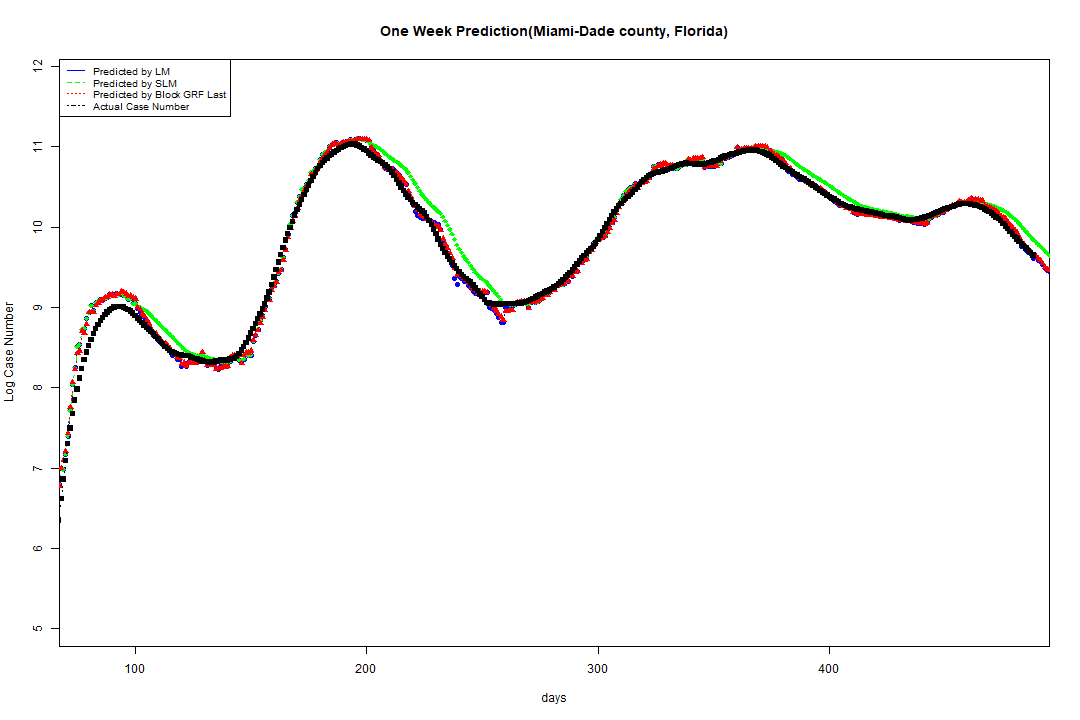 One Week Prediction(Miami-Dade county, Florida)
Predicted by LM
Predicted by SLM
Predicted by Block GRF Last
Actual Case Number
12
11
10
9
8
7
6
5
Log Case Number
100 200 300 400
days